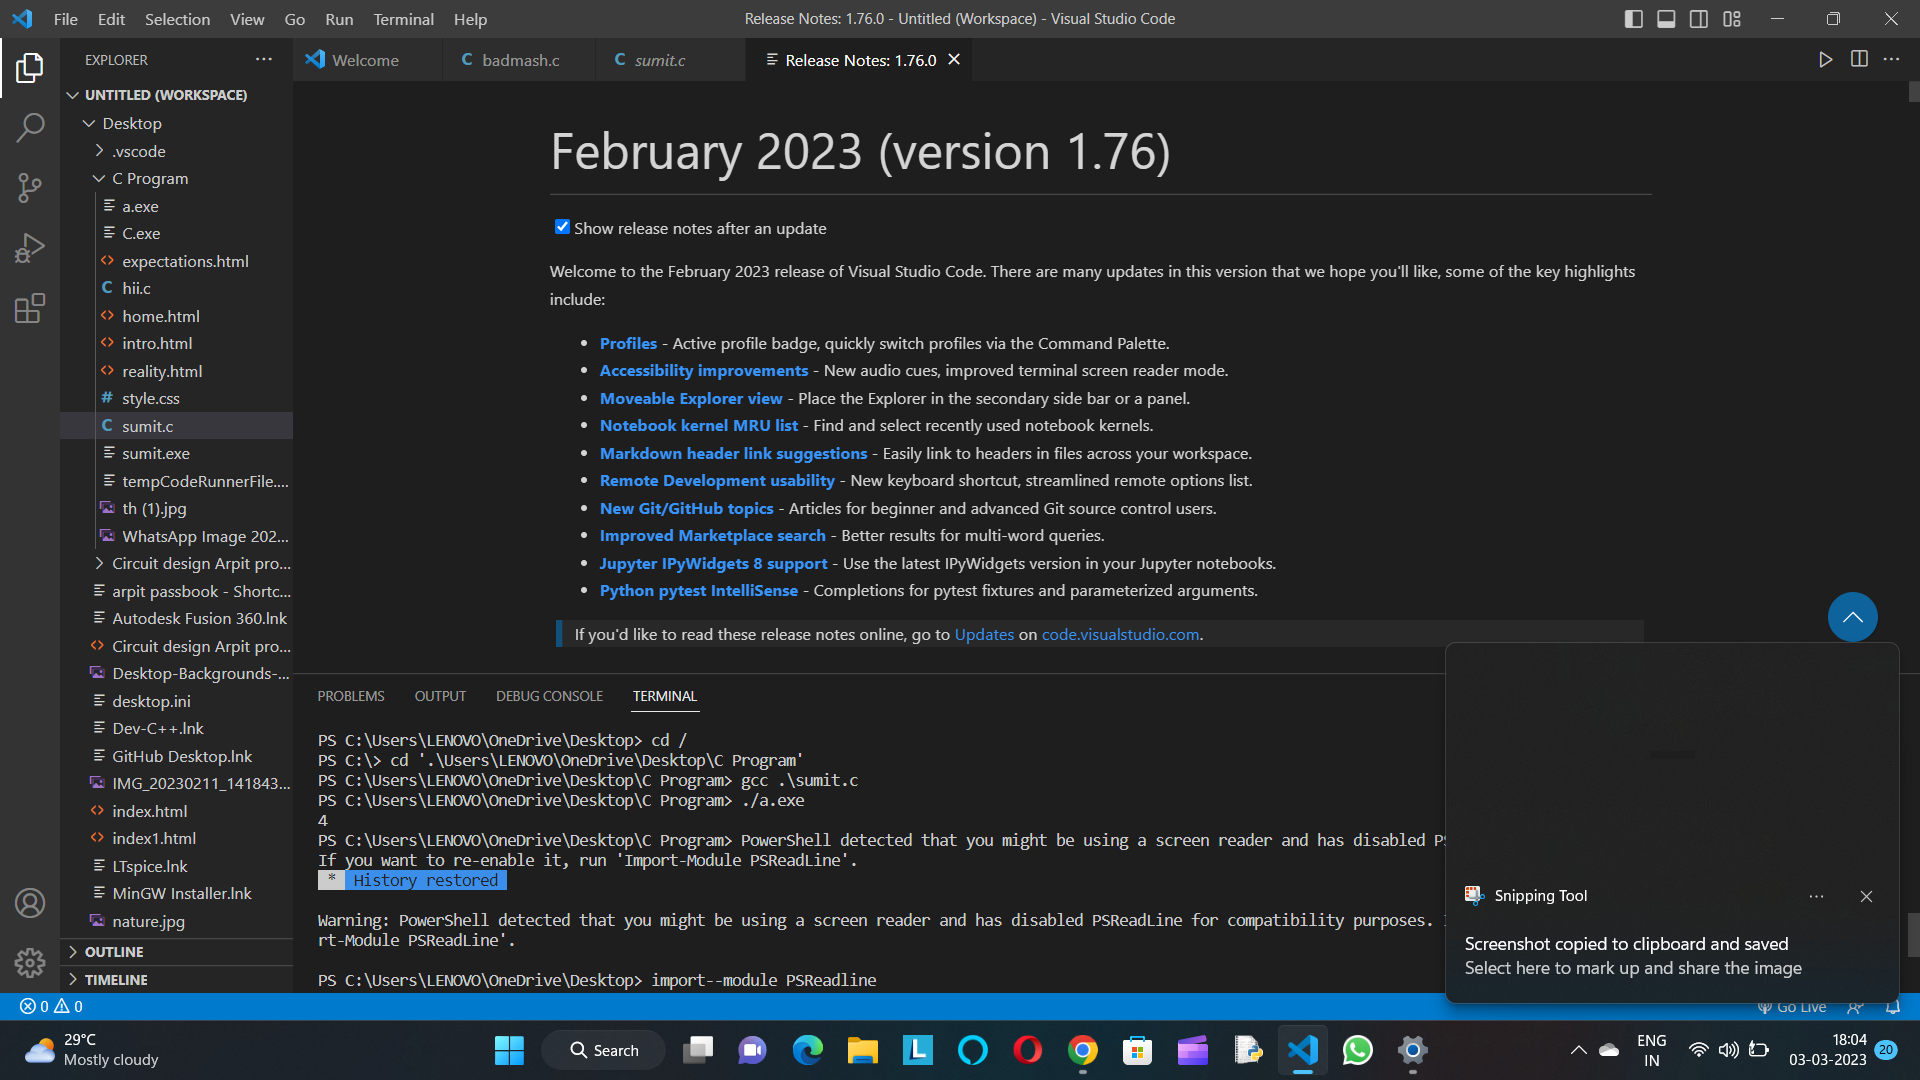 File Edit Selection View Go Run Terminal Help
Release Notes: 1.76.0 - Untitled (Workspace) - Visual Studio Code
EXPLORER
Welcome
C badmash.c
C sumit.c
Release Notes: 1.76.0
UNTITLED (WORKSPACE)
Desktop
.vscode
C Program
a.exe
C.exe
expectations.html
C hii.c
home.html
intro.html
reality.html
# style.css
C sumit.c
sumit.exe
tempCodeRunnerFile....
th (1).jpg
WhatsApp Image 202...
Circuit design Arpit pro...
arpit passbook - Shortc...
Autodesk Fusion 360.lnk
Circuit design Arpit pro...
Desktop-Backgrounds-...
desktop.ini
Dev-C++.lnk
GitHub Desktop.lnk
IMG_20230211_141843...
index.html
index1.html
LTspice.lnk
MinGW Installer.lnk
nature.jpg
OUTLINE
TIMELINE
February 2023 (version 1.76)
Show release notes after an update
Welcome to the February 2023 release of Visual Studio Code. There are many updates in this version that we hope you'll like, some of the key highlights
include:
• Profiles - Active profile badge, quickly switch profiles via the Command Palette.
• Accessibility improvements - New audio cues, improved terminal screen reader mode.
• Moveable Explorer view - Place the Explorer in the secondary side bar or a panel.
• Notebook kernel MRU list - Find and select recently used notebook kernels.
• Markdown header link suggestions - Easily link to headers in files across your workspace.
• Remote Development usability - New keyboard shortcut, streamlined remote options list.
• New Git/GitHub topics - Articles for beginner and advanced Git source control users.
• Improved Marketplace search - Better results for multi-word queries.
• Jupyter IPyWidgets 8 support - Use the latest IPyWidgets version in your Jupyter notebooks.
• Python pytest IntelliSense - Completions for pytest fixtures and parameterized arguments.
If you'd like to read these release notes online, go to Updates on code.visualstudio.com.
PROBLEMS OUTPUT DEBUG CONSOLE TERMINAL
PS C:\Users\LENOVO\OneDrive\Desktop> cd /
PS C:\> cd '.\Users\LENOVO\OneDrive\Desktop\C Program'
PS C:\Users\LENOVO\OneDrive\Desktop\C Program> gcc .\sumit.c
PS C:\Users\LENOVO\OneDrive\Desktop\C Program> ./a.exe
4
PS C:\Users\LENOVO\OneDrive\Desktop\C Program> PowerShell detected that you might be using a screen reader and has disabled PS
If you want to re-enable it, run 'Import-Module PSReadLine'.
* History restored
Warning: PowerShell detected that you might be using a screen reader and has disabled PSReadLine for compatibility purposes.
rt-Module PSReadLine'.
PS C:\Users\LENOVO\OneDrive\Desktop> import--module PSReadline
Snipping Tool
Screenshot copied to clipboard and saved
Select here to mark up and share the image
0 0
Go Live
29°C
Mostly cloudy
Search
ENG
IN
18:04
03-03-2023
20